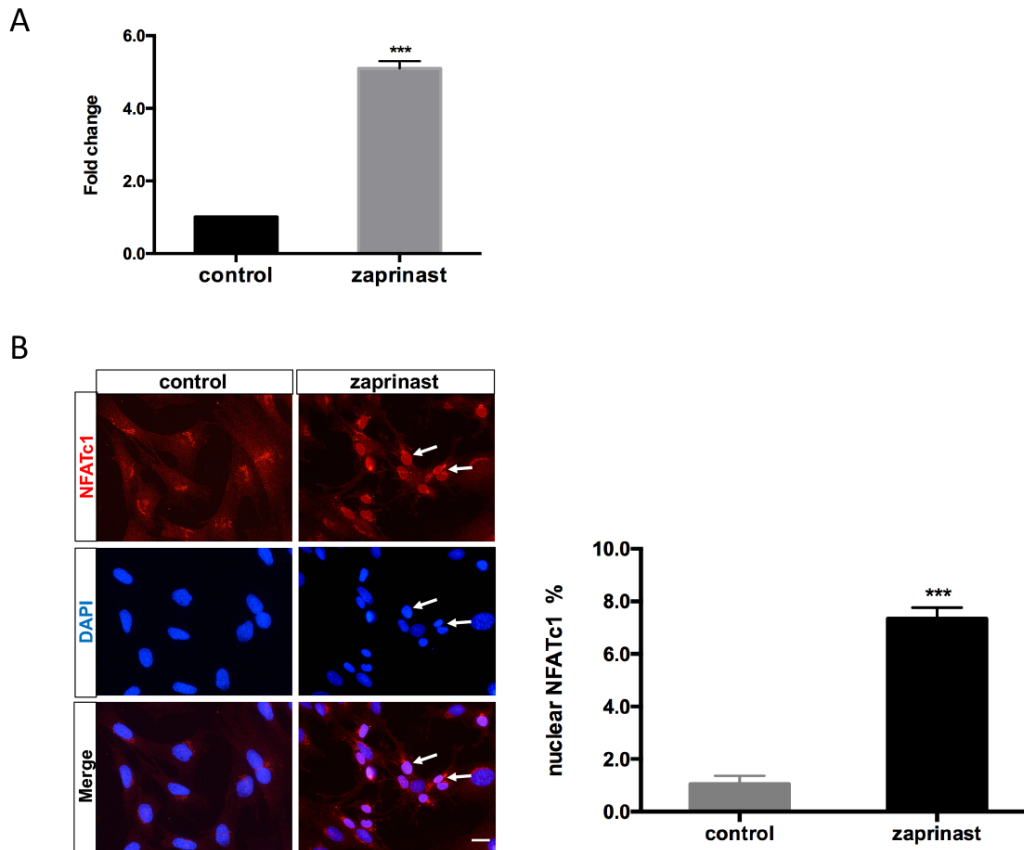 A
6.0
4.0
2.0
0.0
Fold change
***
control
zaprinast
B
control
zaprinast
NFATc1
DAPI
Merge
10.0
8.0
6.0
4.0
2.0
0.0
nuclear NFATc1 %
***
control
zaprinast